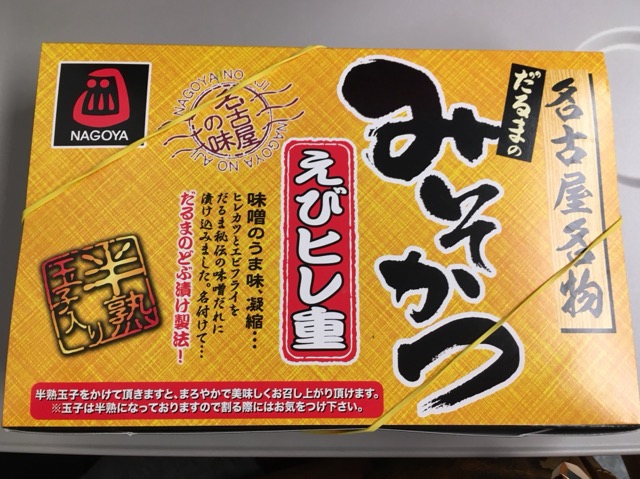 名古屋名物
だるまの
みそかつ
えびヒレ重
味噌のうま味、凝縮…
ヒレカツとエビフライを
だるま秘伝の味噌だれに
漬け込みました。名付けて…
だるまのどぶ漬け製法!
NAGOYA
NAGOYA NO AJI
名古屋
の味
NAGOYA NO AJI
半熟
玉子入り
半熟玉子をかけて頂きますと、まろやかで美味しくお召し上がり頂けます。
※玉子は半熟になっておりますので割る際にはお気をつけ下さい。